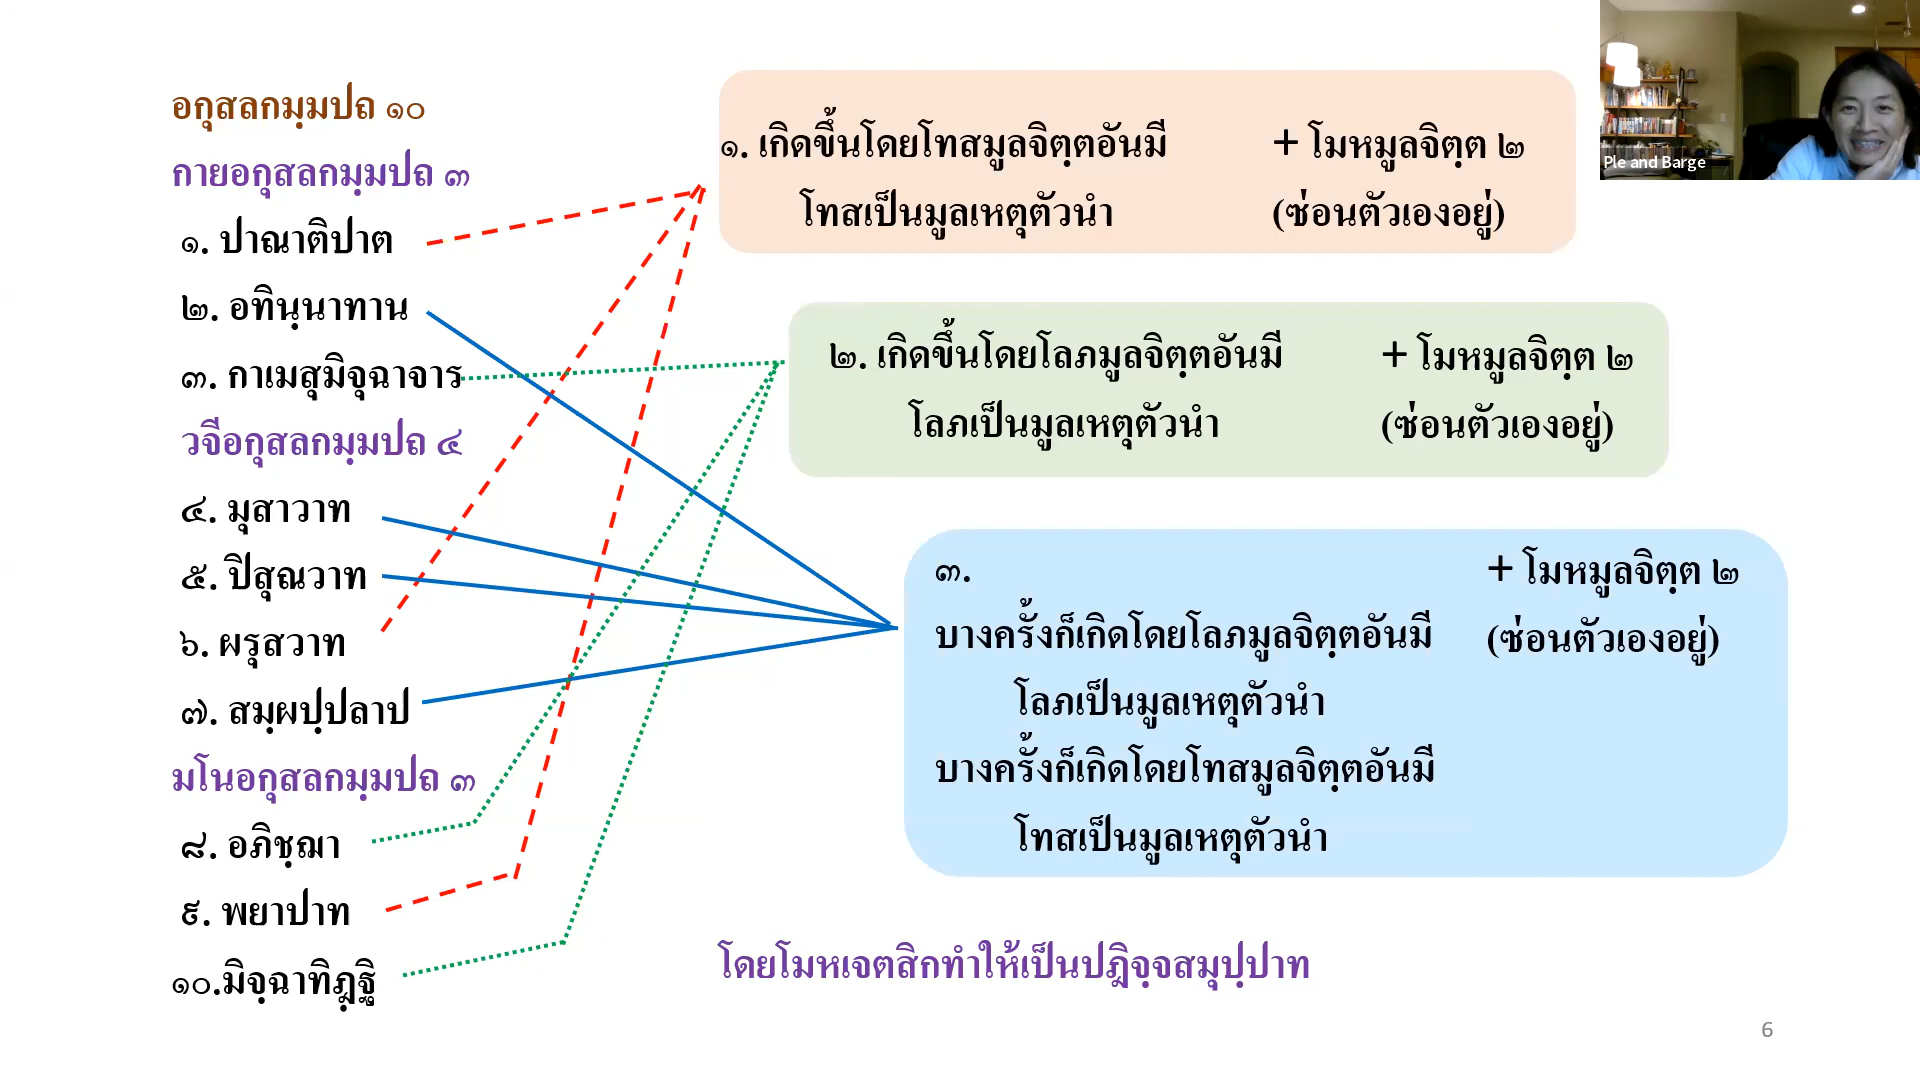 อกุสลกมฺมปถ ๑๐
กายอกุสลกมฺมปถ ๓
๑. ปาณาติปาต
๒. อทินฺนาทาน
๓. กาเมสุมิจฺฉาจาร
วจีอกุสลกมฺมปถ ๔
๔. มุสาวาท
๕. ปิสุณวาท
๖. ผรุสวาท
๗. สมฺผปฺปลาป
มโนอกุสลกมฺมปถ ๓
๘. อภิชฺฌา
๙. พยาปาท
๑๐.มิจฺฉาทิฏฺฐิ
๑. เกิดขึ้นโดยโทสมูลจิตฺตอันมี
โทสเป็นมูลเหตุตัวนำ
+ โมหมูลจิตฺต ๒
(ซ่อนตัวเองอยู่)
๒. เกิดขึ้นโดยโลภมูลจิตฺตอันมี
โลภเป็นมูลเหตุตัวนำ
+ โมหมูลจิตฺต ๒
(ซ่อนตัวเองอยู่)
๓.
บางครั้งก็เกิดโดยโลภมูลจิตฺตอันมี
โลภเป็นมูลเหตุตัวนำ
บางครั้งก็เกิดโดยโทสมูลจิตฺตอันมี
โทสเป็นมูลเหตุตัวนำ
+ โมหมูลจิตฺต ๒
(ซ่อนตัวเองอยู่)
โดยโมหเจตสิกทำให้เป็นปฏิจฺจสมุปฺปาท
6
Ple and Barge